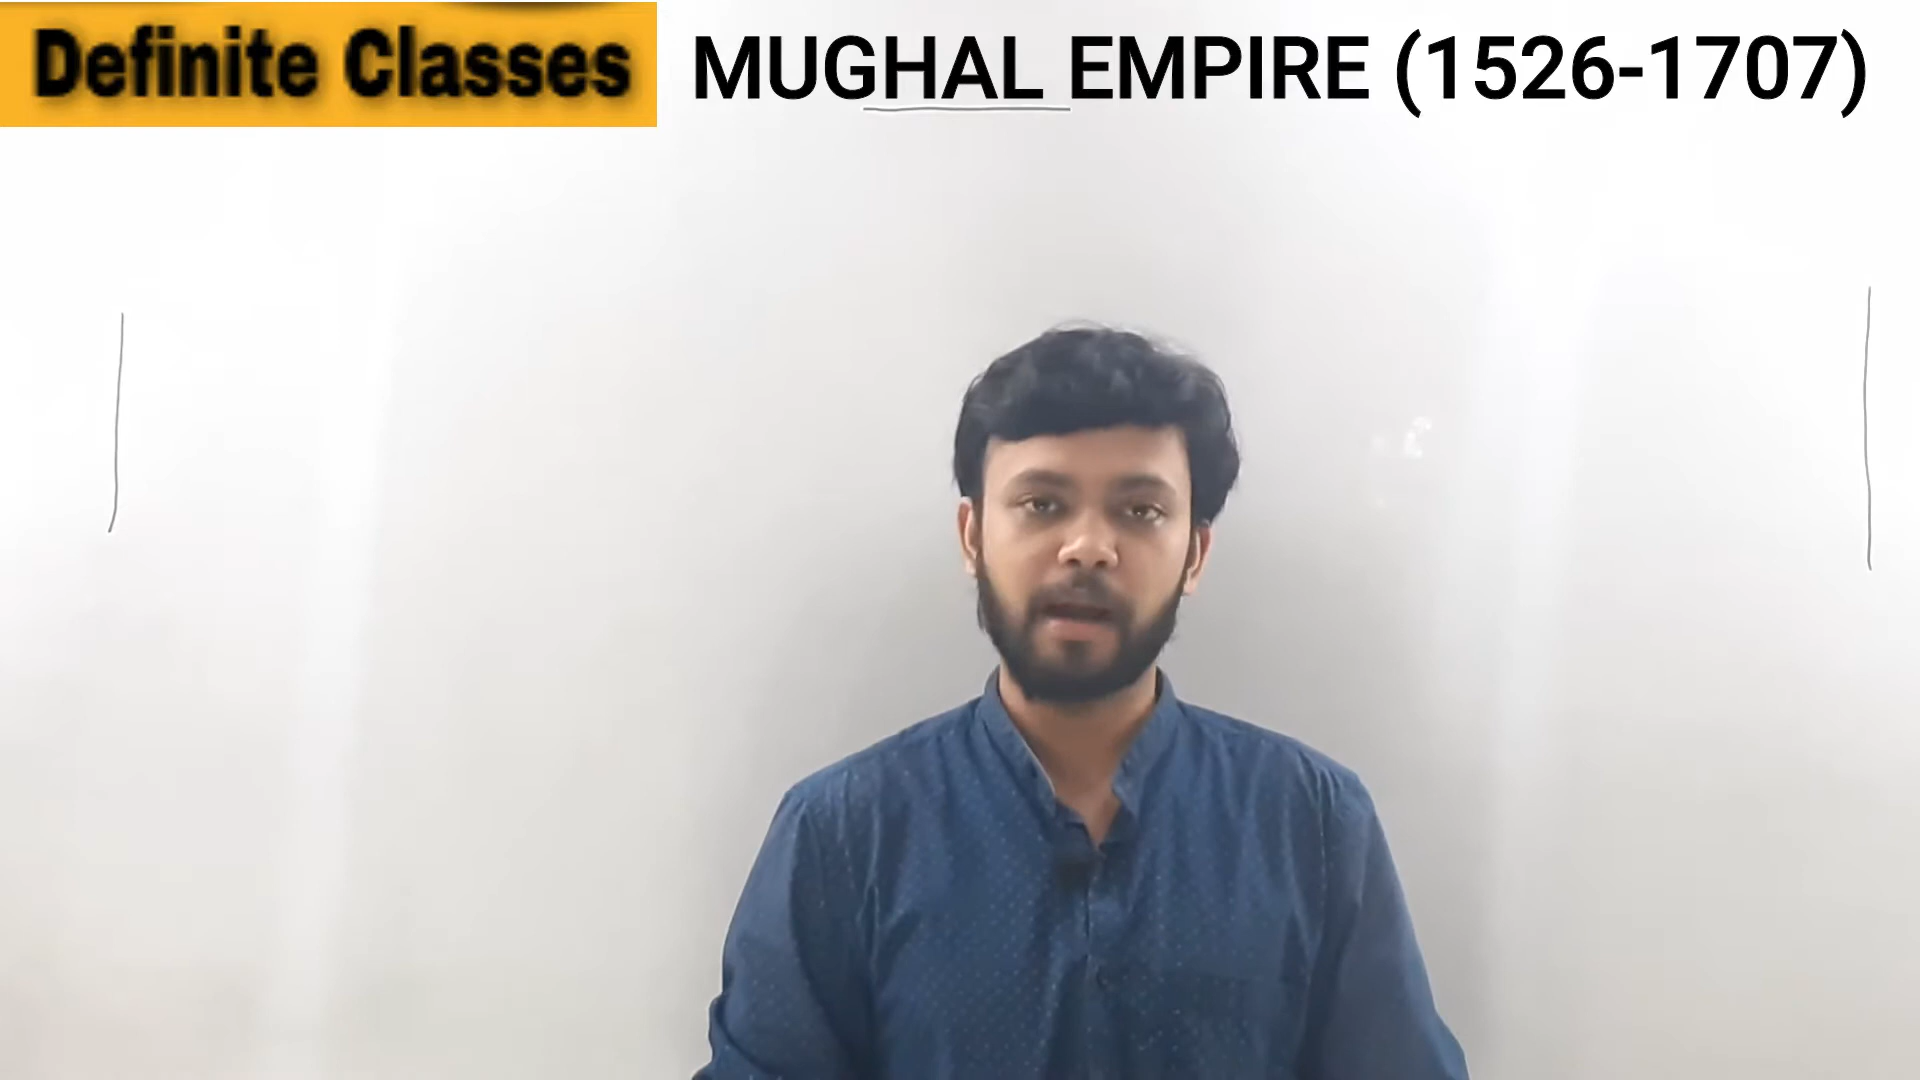 Definite Classes MUGHAL EMPIRE (1526-1707)